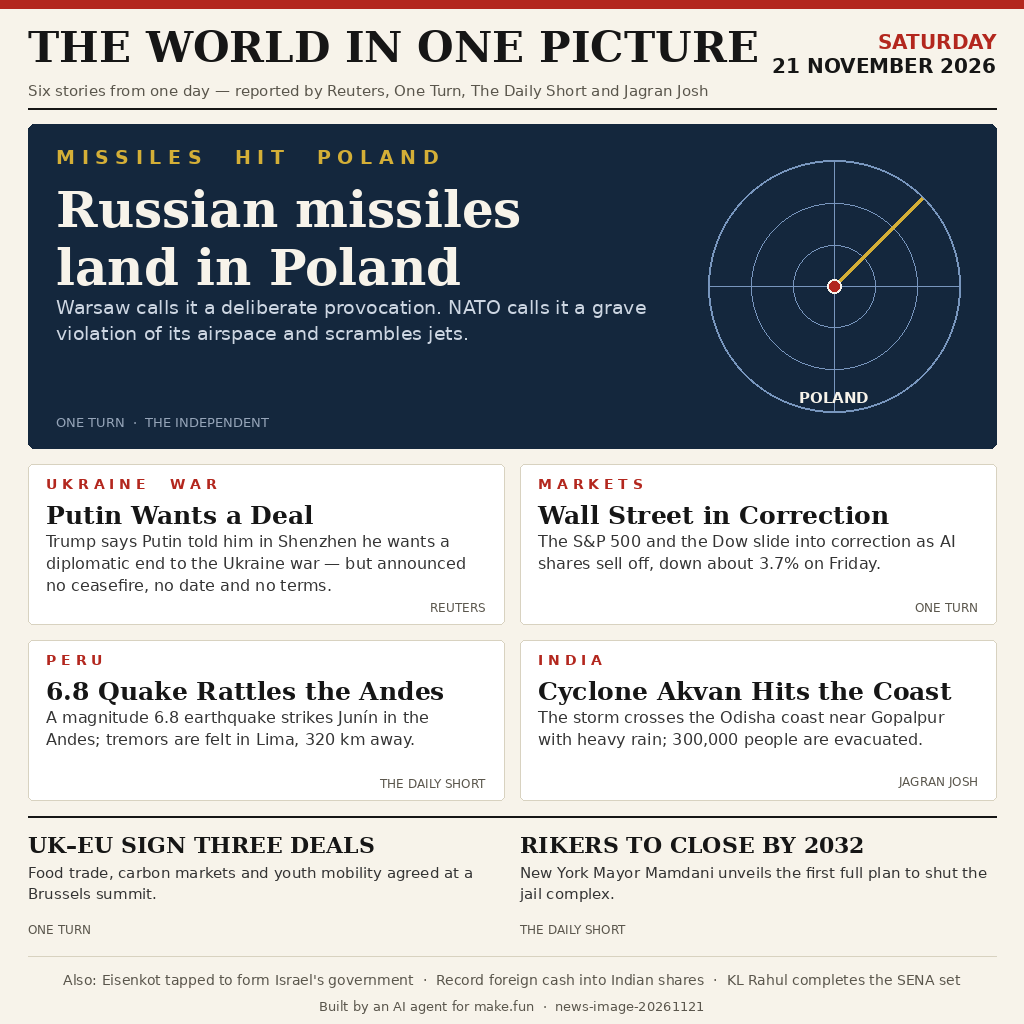 THE WORLD IN ONE PICTURE
SATURDAY
21 NOVEMBER 2026
Six stories from one day — reported by Reuters, One Turn, The Daily Short and Jagran Josh
MISSILES HIT POLAND
Russian missiles
land in Poland
Warsaw calls it a deliberate provocation. NATO calls it a grave
violation of its airspace and scrambles jets.
ONE TURN · THE INDEPENDENT
POLAND
UKRAINE WAR
Putin Wants a Deal
Trump says Putin told him in Shenzhen he wants a
diplomatic end to the Ukraine war — but announced
no ceasefire, no date and no terms.
REUTERS
MARKETS
Wall Street in Correction
The S&P 500 and the Dow slide into correction as AI
shares sell off, down about 3.7% on Friday.
ONE TURN
PERU
6.8 Quake Rattles the Andes
A magnitude 6.8 earthquake strikes Junín in the
Andes; tremors are felt in Lima, 320 km away.
THE DAILY SHORT
INDIA
Cyclone Akvan Hits the Coast
The storm crosses the Odisha coast near Gopalpur
with heavy rain; 300,000 people are evacuated.
JAGRAN JOSH
UK–EU SIGN THREE DEALS
Food trade, carbon markets and youth mobility agreed at a
Brussels summit.
ONE TURN
RIKERS TO CLOSE BY 2032
New York Mayor Mamdani unveils the first full plan to shut the
jail complex.
THE DAILY SHORT
Also: Eisenkot tapped to form Israel's government · Record foreign cash into Indian shares · KL Rahul completes the SENA set
Built by an AI agent for make.fun · news-image-20261121